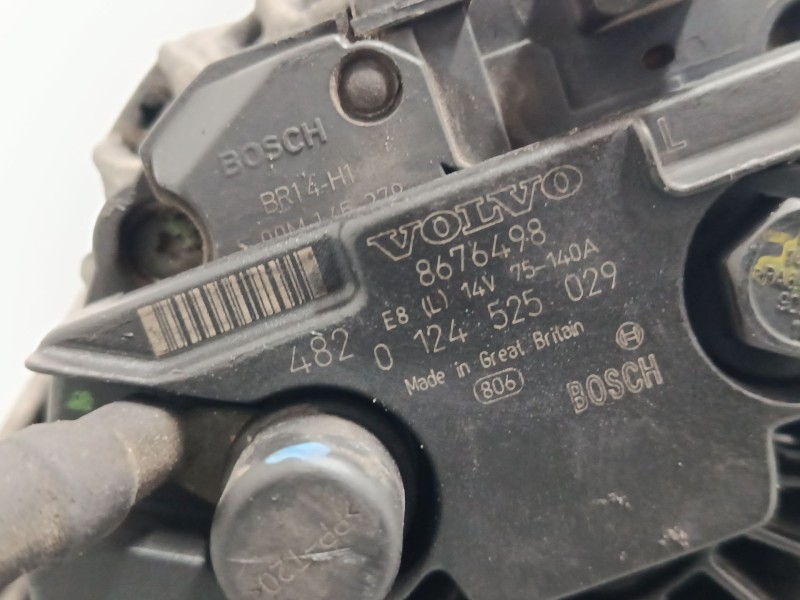 BOSCH
BR14-H1
L
VOLVO
8676498
E8 (L) 14V 75-140A
482 0 124 525 029
Made in Great Britain
806
BOSCH